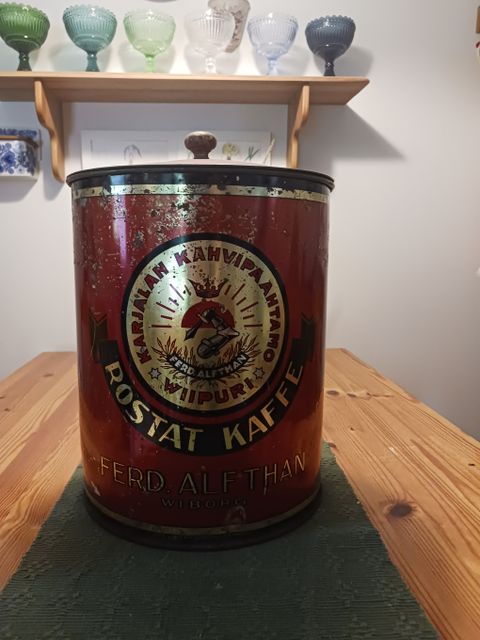 KARJALAN KAHVIPAAHTAMO
FERD. ALFTHAN
WIIPURI
ROSTAT KAFFE
FERD. ALFTHAN
WIBORG